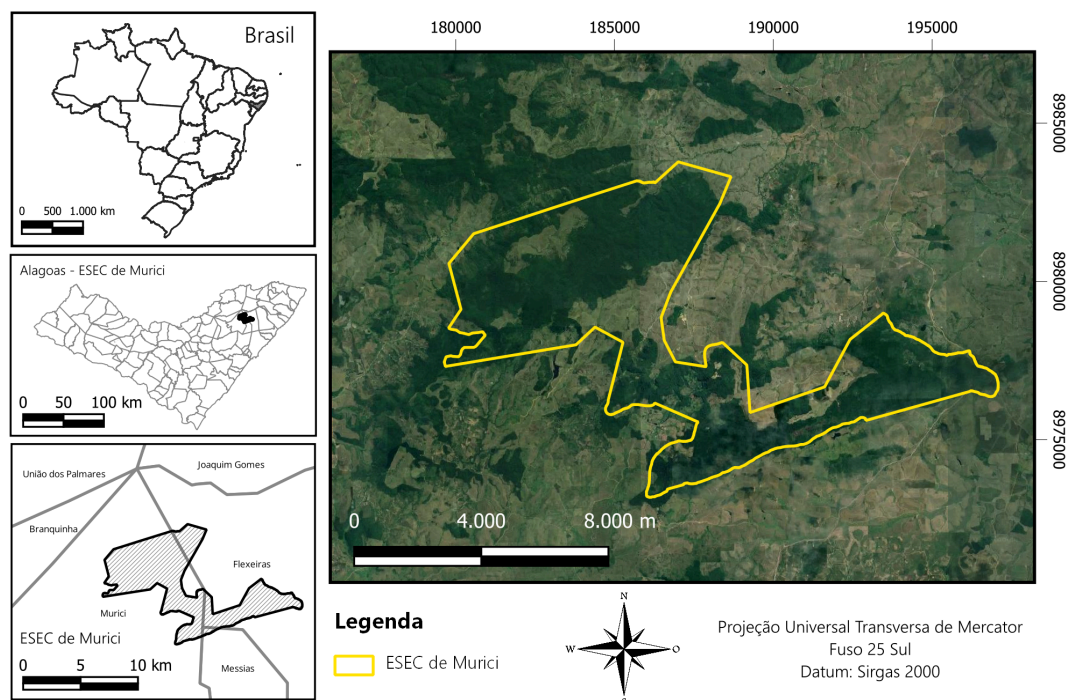 Brasil
0 500 1.000 km
Alagoas - ESEC de Murici
0 50 100 km
União dos Palmares
Joaquim Gomes
Branquinha
Flexeiras
Murici
ESEC de Murici
0 5 10 km
Messias
180000 185000 190000 195000
8985000
8980000
8975000
0 4.000 8.000 m
Legenda
ESEC de Murici
N
W O
S
Projeção Universal Transversa de Mercator
Fuso 25 Sul
Datum: Sirgas 2000